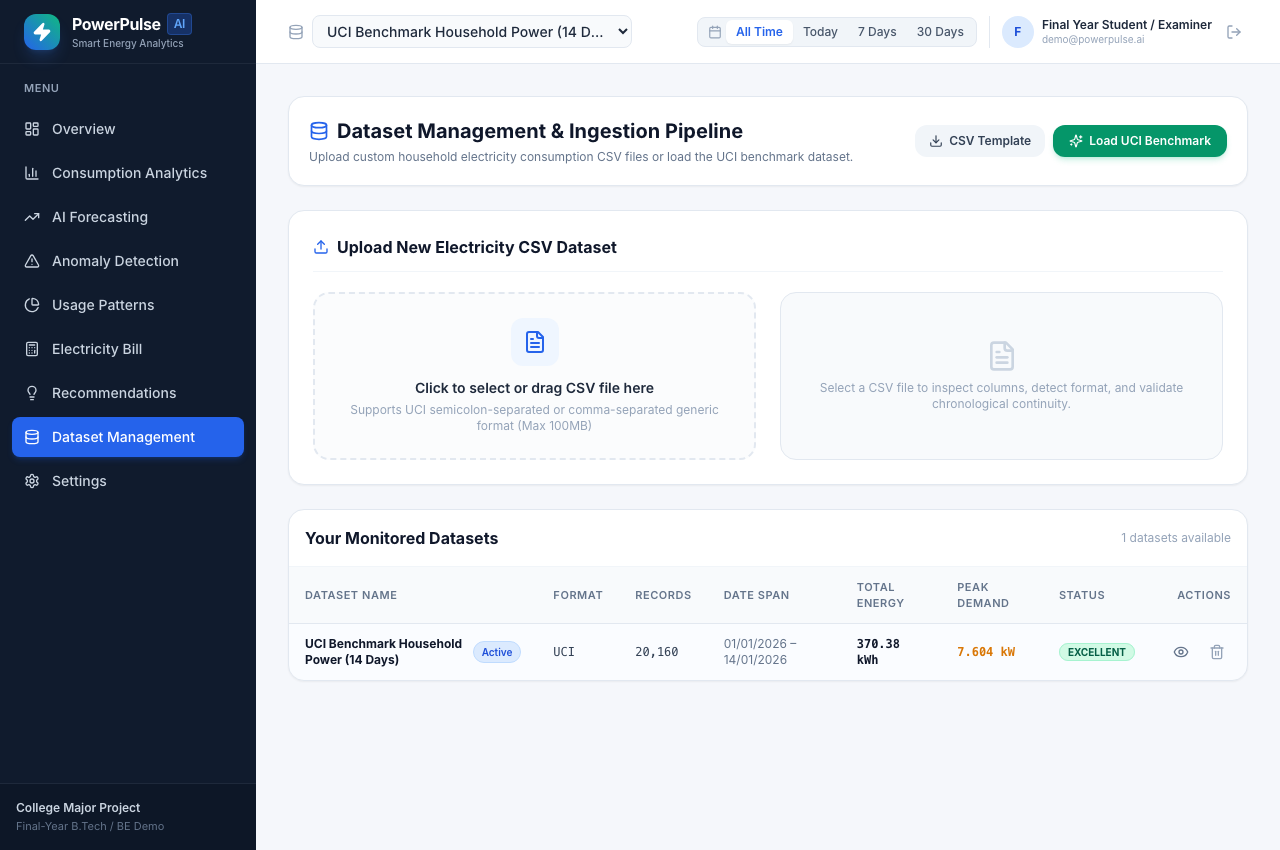 PowerPulse AI
Smart Energy Analytics
MENU
Overview
Consumption Analytics
AI Forecasting
Anomaly Detection
Usage Patterns
Electricity Bill
Recommendations
Dataset Management
Settings
College Major Project
Final-Year B.Tech / BE Demo
UCI Benchmark Household Power (14 D...
All Time Today 7 Days 30 Days
F
Final Year Student / Examiner
demo@powerpulse.ai
Dataset Management & Ingestion Pipeline
Upload custom household electricity consumption CSV files or load the UCI benchmark dataset.
CSV Template
Load UCI Benchmark
Upload New Electricity CSV Dataset
Click to select or drag CSV file here
Supports UCI semicolon-separated or comma-separated generic
format (Max 100MB)
Select a CSV file to inspect columns, detect format, and validate
chronological continuity.
Your Monitored Datasets
1 datasets available
DATASET NAME FORMAT RECORDS DATE SPAN TOTAL ENERGY PEAK DEMAND STATUS ACTIONS
UCI Benchmark Household
Power (14 Days)
Active
UCI
20,160
01/01/2026 –
14/01/2026
370.38
kWh
7.604 kW
EXCELLENT